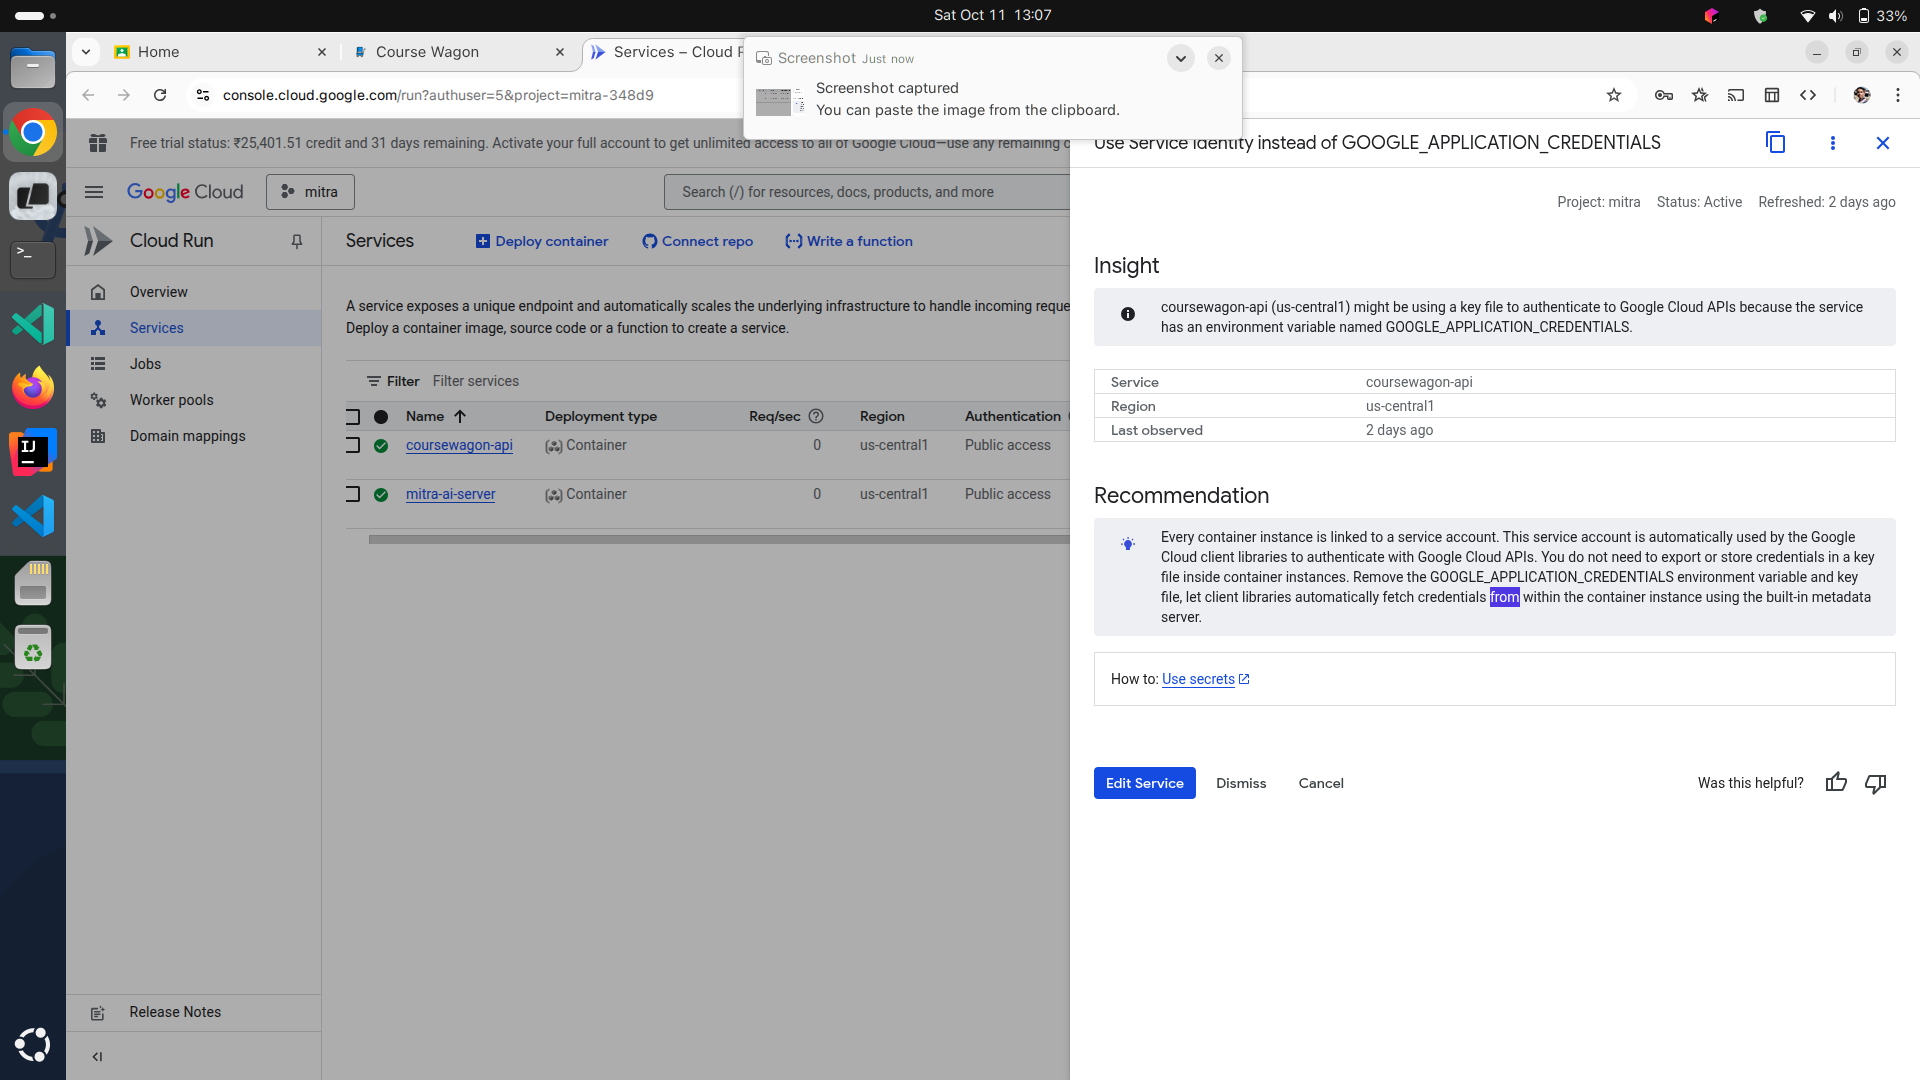 Sat Oct 11 13:07
33%
Home
Course Wagon
Services – Cloud R
console.cloud.google.com/run?authuser=5&project=mitra-348d9
Screenshot Just now
Screenshot captured
You can paste the image from the clipboard.
Free trial status: ₹25,401.51 credit and 31 days remaining. Activate your full account to get unlimited access to all of Google Cloud—use any remaining c
Google Cloud
mitra
Search (/) for resources, docs, products, and more
Cloud Run
Overview
Services
Jobs
Worker pools
Domain mappings
Release Notes
Services
Deploy container
Connect repo
Write a function
A service exposes a unique endpoint and automatically scales the underlying infrastructure to handle incoming reque
Deploy a container image, source code or a function to create a service.
Filter Filter services
Name Deployment type Req/sec Region Authentication
coursewagon-api Container 0 us-central1 Public access
mitra-ai-server Container 0 us-central1 Public access
Use Service Identity instead of GOOGLE_APPLICATION_CREDENTIALS
Project: mitra Status: Active Refreshed: 2 days ago
Insight
coursewagon-api (us-central1) might be using a key file to authenticate to Google Cloud APIs because the service
has an environment variable named GOOGLE_APPLICATION_CREDENTIALS.
Service coursewagon-api
Region us-central1
Last observed 2 days ago
Recommendation
Every container instance is linked to a service account. This service account is automatically used by the Google
Cloud client libraries to authenticate with Google Cloud APIs. You do not need to export or store credentials in a key
file inside container instances. Remove the GOOGLE_APPLICATION_CREDENTIALS environment variable and key
file, let client libraries automatically fetch credentials from within the container instance using the built-in metadata
server.
How to: Use secrets
Edit Service
Dismiss
Cancel
Was this helpful?